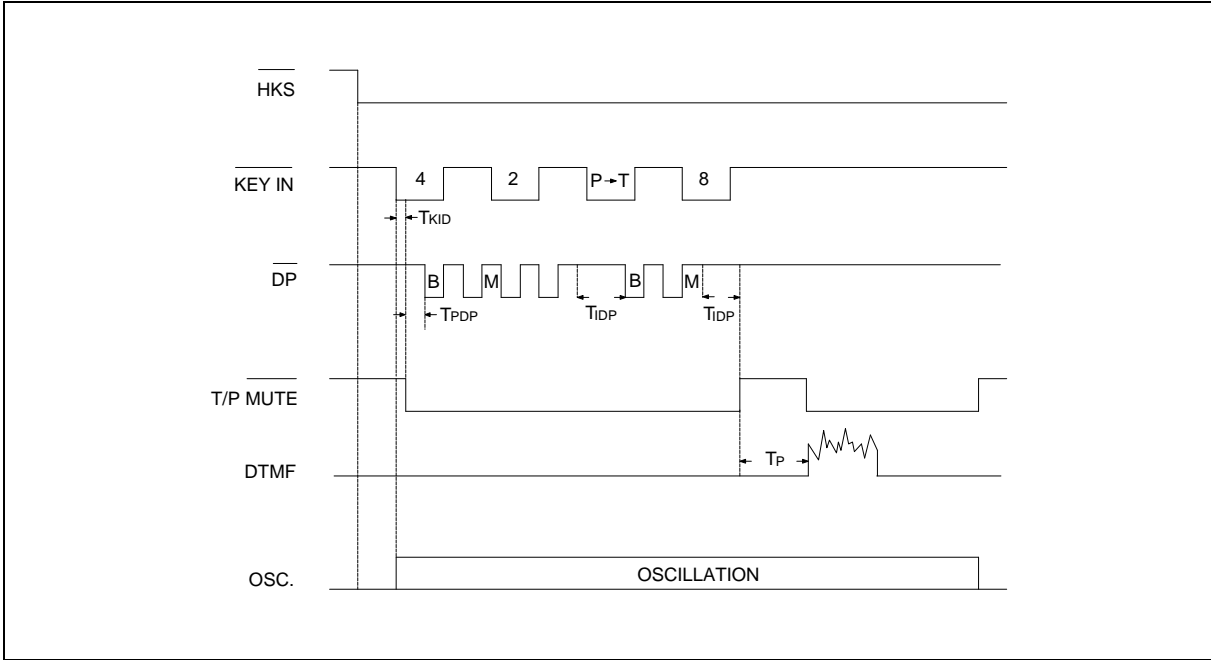 HKS
KEY IN
4
2
P→T
8
TKID
DP
B
M
B
M
TPDP
TIDP
TIDP
T/P MUTE
DTMF
TP
OSC.
OSCILLATION